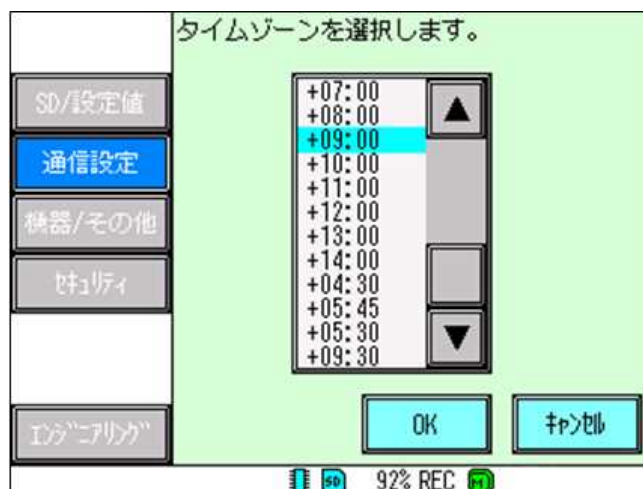 タイムゾーンを選択します。
SD/設定値
通信設定
機器/その他
ｾｷｭﾘﾃｨ
ｴﾝｼﾞﾆｱﾘﾝｸﾞ
+07:00
+08:00
+09:00
+10:00
+11:00
+12:00
+13:00
+14:00
+04:30
+05:45
+05:30
+09:30
OK
ｷｬﾝｾﾙ
SD
92% REC
M